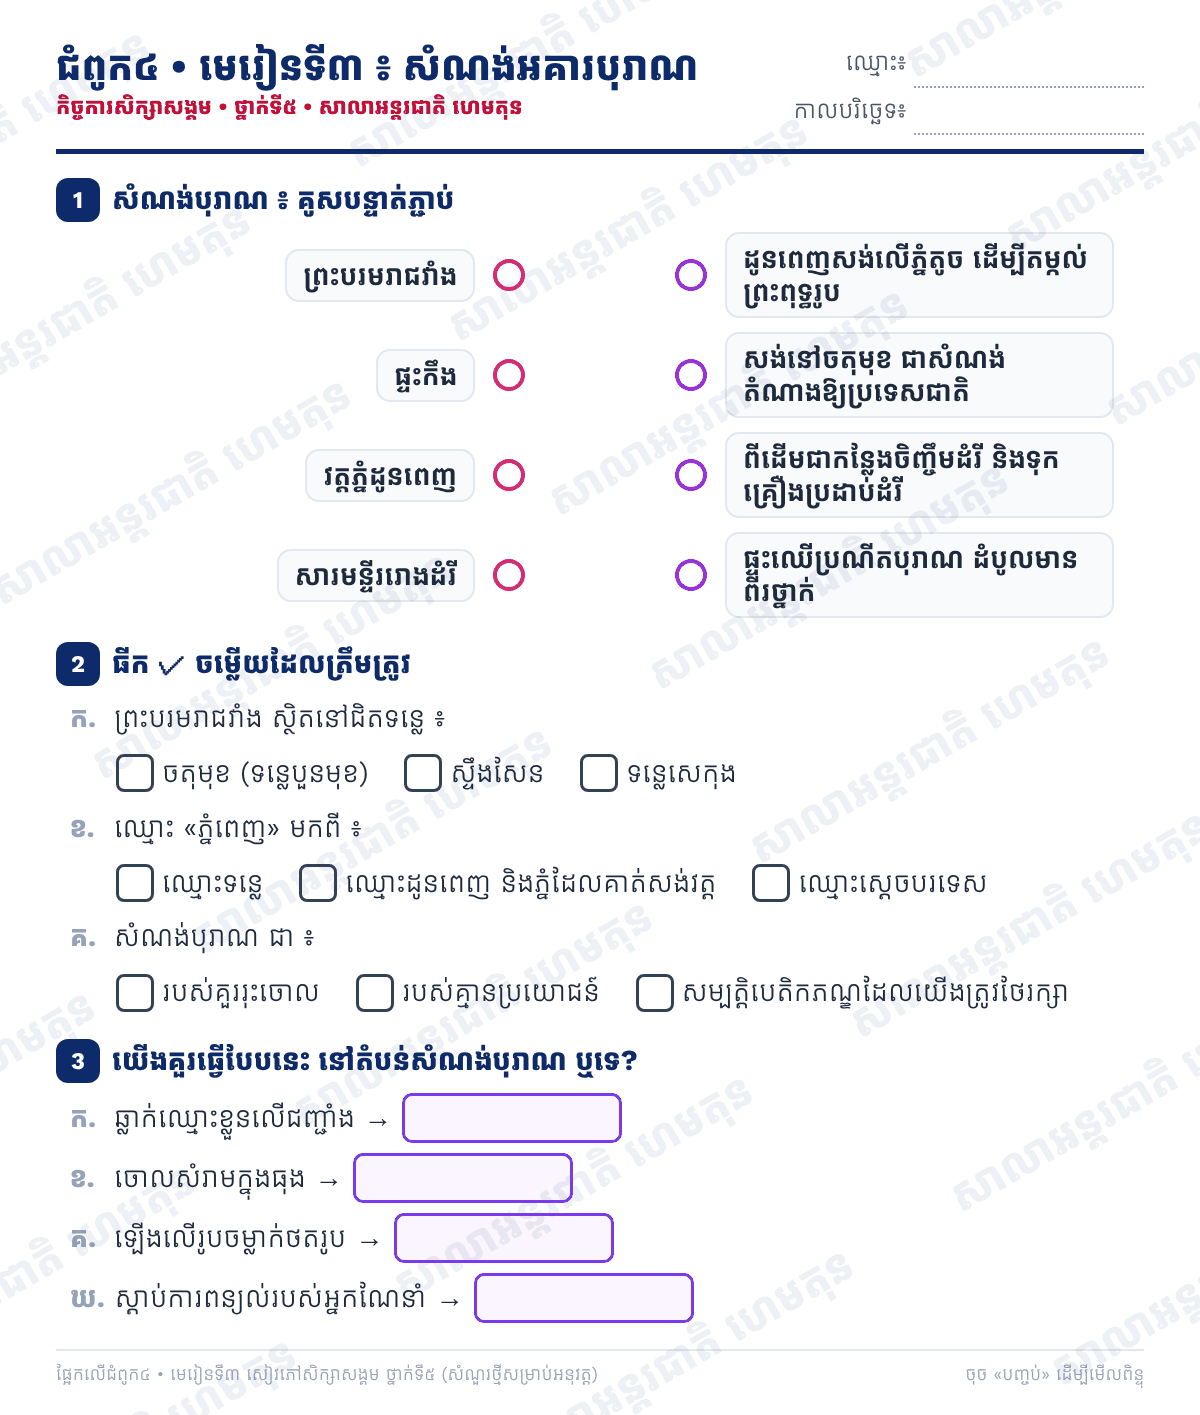 ជំពូក៤ • មេរៀនទី៣ ៖ សំណង់អគារបុរាណ
ឈ្មោះ៖
កិច្ចការសិក្សាសង្គម • ថ្នាក់ទី៥ • សាលាអន្តរជាតិ ហេមតុន
កាលបរិច្ឆេទ៖
1 សំណង់បុរាណ ៖ គូសបន្ទាត់ភ្ជាប់
ព្រះបរមរាជវាំង
ដូនពេញសង់លើភ្នំតូច ដើម្បីតម្កល់
ព្រះពុទ្ធរូប
ផ្ទះកឹង
សង់នៅចតុមុខ ជាសំណង់
តំណាងឱ្យប្រទេសជាតិ
វត្តភ្នំដូនពេញ
ពីដើមជាកន្លែងចិញ្ចឹមដំរី និងទុក
គ្រឿងប្រដាប់ដំរី
សារមន្ទីររោងដំរី
ផ្ទះឈើប្រណីតបុរាណ ដំបូលមាន
ពីរថ្នាក់
2 ធីក ✓ ចម្លើយដែលត្រឹមត្រូវ
ក. ព្រះបរមរាជវាំង ស្ថិតនៅជិតទន្លេ ៖
ចតុមុខ (ទន្លេបួនមុខ) ស្ទឹងសែន ទន្លេសេកុង
ខ. ឈ្មោះ «ភ្នំពេញ» មកពី ៖
ឈ្មោះទន្លេ ឈ្មោះដូនពេញ និងភ្នំដែលគាត់សង់វត្ត ឈ្មោះស្តេចបរទេស
គ. សំណង់បុរាណ ជា ៖
របស់គួររុះចោល របស់គ្មានប្រយោជន៍ សម្បត្តិបេតិកភណ្ឌដែលយើងត្រូវថែរក្សា
3 យើងគួរធ្វើបែបនេះ នៅតំបន់សំណង់បុរាណ ឬទេ?
ក. ឆ្លាក់ឈ្មោះខ្លួនលើជញ្ជាំង →
ខ. ចោលសំរាមក្នុងធុង →
គ. ឡើងលើរូបចម្លាក់ថតរូប →
ឃ. ស្តាប់ការពន្យល់របស់អ្នកណែនាំ →
ផ្អែកលើជំពូក៤ • មេរៀនទី៣ សៀវភៅសិក្សាសង្គម ថ្នាក់ទី៥ (សំណួរថ្មីសម្រាប់អនុវត្ត)
ចុច «បញ្ចប់» ដើម្បីមើលពិន្ទុ